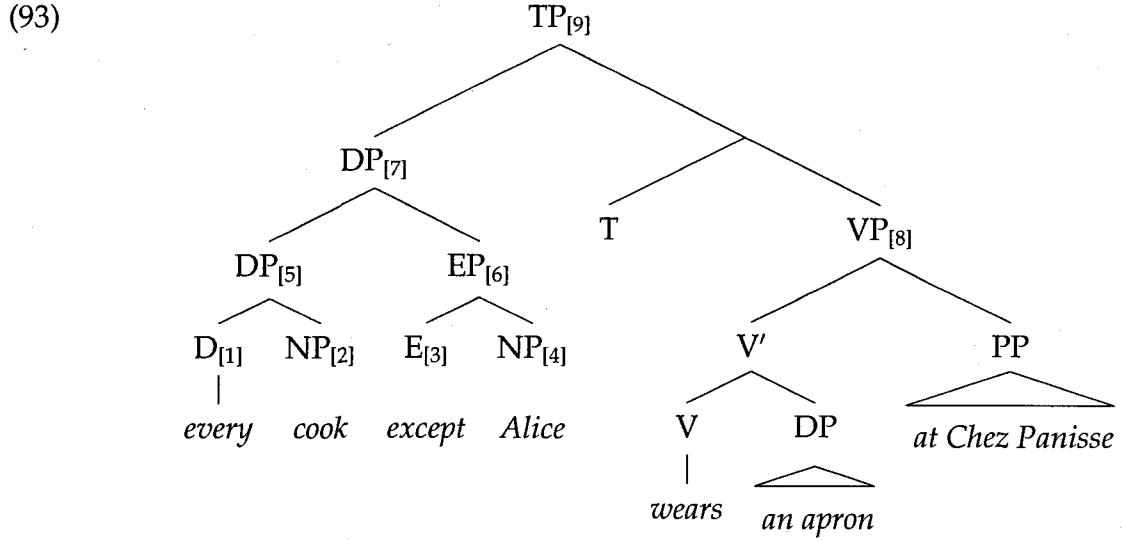 (93) TP[9]
DP[7]
T VP[8]
DP[5] EP[6]
D[1] NP[2] E[3] NP[4] V′ PP
every cook except Alice V DP at Chez Panisse
wears an apron